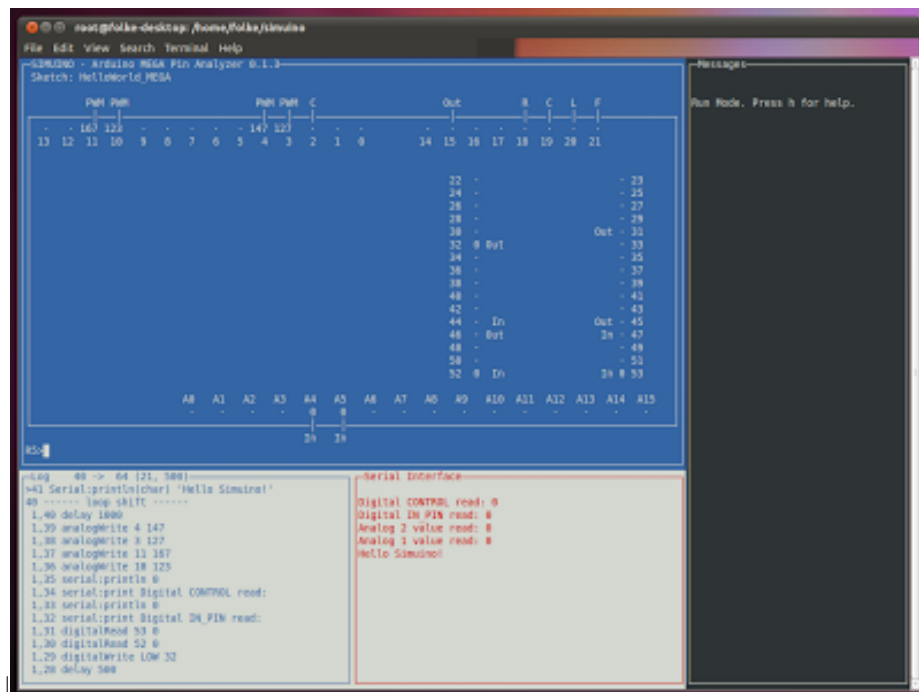 root@folke-desktop: /home/folke/simuino
File Edit View Search Terminal Help
SIMUINO - Arduino MEGA Pin Analyzer 0.1.3
Sketch: HelloWorld_MEGA
PWM PWM PWM PWM C Out R C L F
- - 167 123 - - - - - 147 127 - - - - - - - - - - -
13 12 11 10 9 8 7 6 5 4 3 2 1 0 14 15 16 17 18 19 20 21
22 - - 23
24 - - 25
26 - - 27
28 - - 29
30 - Out - 31
32 0 Out - 33
34 - - 35
36 - - 37
38 - - 39
40 - - 41
42 - - 43
44 - In Out - 45
46 - Out In - 47
48 - - 49
50 - - 51
52 0 In In 0 53
A0 A1 A2 A3 A4 A5 A6 A7 A8 A9 A10 A11 A12 A13 A14 A15
- - - - 0 0 - - - - - - - - - -
In In
R5>
Log 40 -> 64 (21, 500)
>41 Serial:println(char) 'Hello Simuino!'
40 ------ loop shift ------
1,40 delay 1000
1,39 analogWrite 4 147
1,38 analogWrite 3 127
1,37 analogWrite 11 167
1,36 analogWrite 10 123
1,35 serial:println 0
1,34 serial:print Digital CONTROL read:
1,33 serial:println 0
1,32 serial:print Digital IN_PIN read:
1,31 digitalRead 53 0
1,30 digitalRead 52 0
1,29 digitalWrite LOW 32
1,28 delay 500
Serial Interface
Digital CONTROL read: 0
Digital IN_PIN read: 0
Analog 2 value read: 0
Analog 1 value read: 0
Hello Simuino!
Messages
Run Mode. Press h for help.